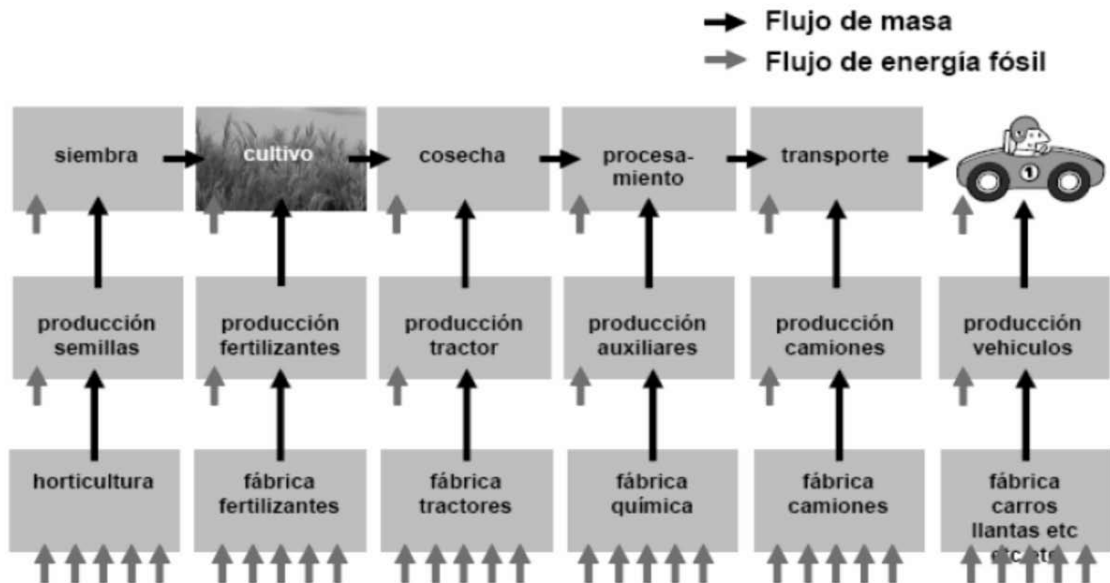 Flujo de masa
Flujo de energía fósil
siembra
cultivo
cosecha
procesa-
miento
transporte
1
producción
semillas
producción
fertilizantes
producción
tractor
producción
auxiliares
producción
camiones
producción
vehiculos
horticultura
fábrica
fertilizantes
fábrica
tractores
fábrica
química
fábrica
camiones
fábrica
carros
llantas etc
etc etc